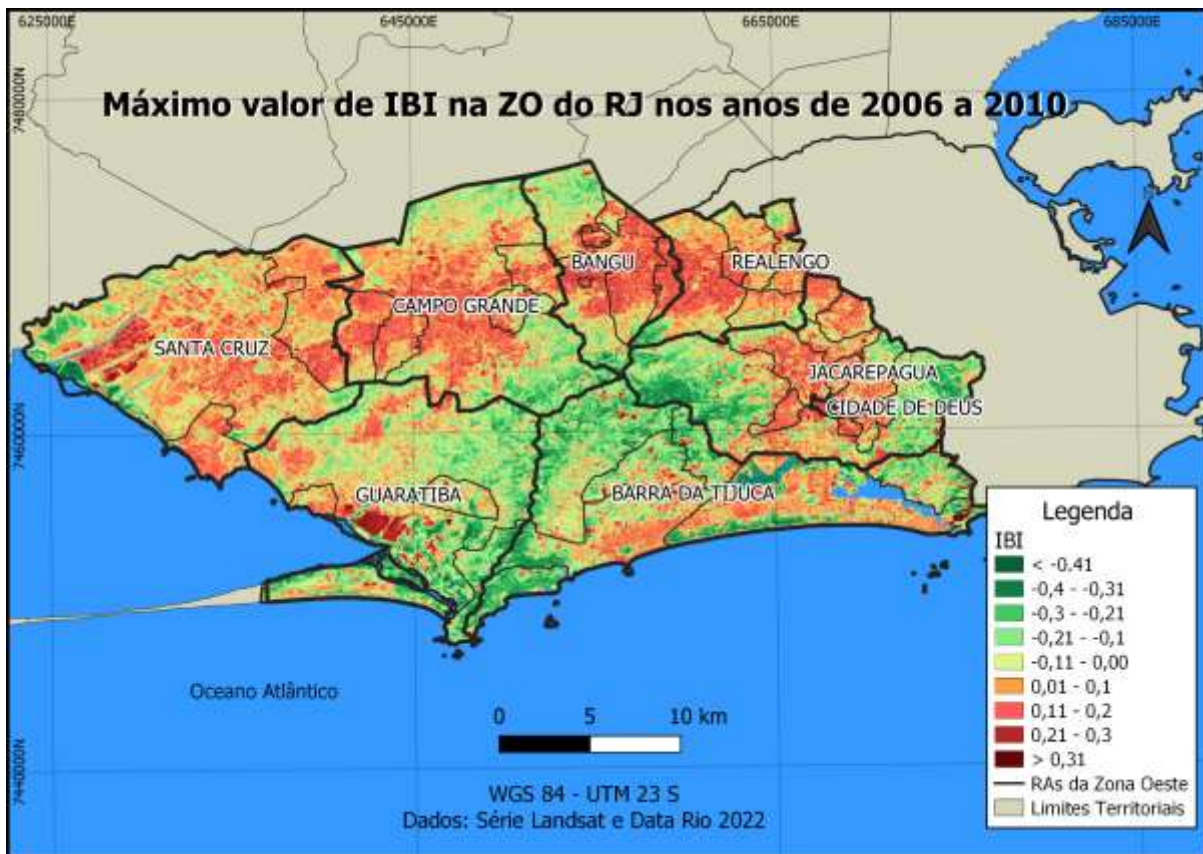 625000E 645000E 665000E 685000E
7480000N
Máximo valor de IBI na ZO do RJ nos anos de 2006 a 2010
BANGU
REALENGO
CAMPO GRANDE
SANTA CRUZ
JACAREPAGUA
CIDADE DE DEUS
7460000N
GUARATIBA
BARRA DA TIJUCA
Legenda
IBI
< -0.41
-0,4 - -0,31
-0,3 - -0,21
-0,21 - -0,1
-0,11 - 0,00
0,01 - 0,1
0,11 - 0,2
0,21 - 0,3
> 0,31
RAs da Zona Oeste
Limites Territoriais
Oceano Atlântico
0 5 10 km
7440000N
WGS 84 - UTM 23 S
Dados: Série Landsat e Data Rio 2022